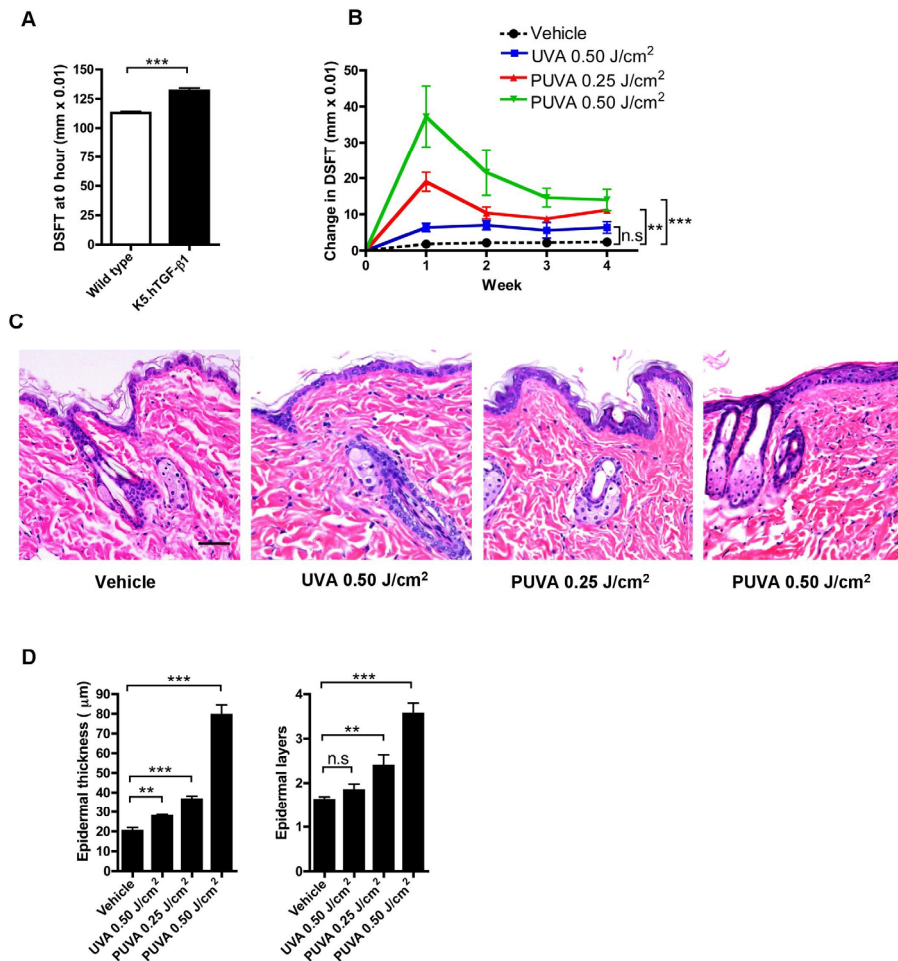 A
DSFT at 0 hour (mm x 0.01)
150
125
100
75
50
25
0
***
Wild type
K5.hTGF-β1
B
Vehicle
UVA 0.50 J/cm²
PUVA 0.25 J/cm²
PUVA 0.50 J/cm²
Change in DSFT (mm x 0.01)
50
40
30
20
10
0
0 1 2 3 4
Week
n.s
**
***
C
Vehicle
UVA 0.50 J/cm²
PUVA 0.25 J/cm²
PUVA 0.50 J/cm²
D
Epidermal thickness ( μm)
90
80
70
60
50
40
30
20
10
0
***
***
**
Vehicle
UVA 0.50 J/cm²
PUVA 0.25 J/cm²
PUVA 0.50 J/cm²
Epidermal layers
4
3
2
1
0
***
**
n.s
Vehicle
UVA 0.50 J/cm²
PUVA 0.25 J/cm²
PUVA 0.50 J/cm²